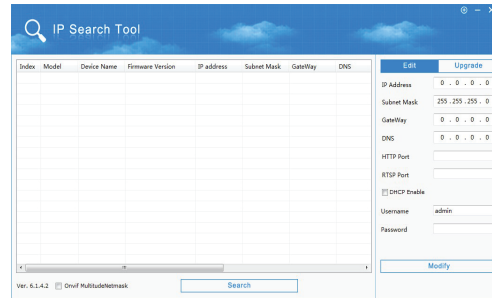 IP Search Tool
Index Model Device Name Firmware Version IP address Subnet Mask GateWay DNS
Edit Upgrade
IP Address 0 . 0 . 0 . 0
Subnet Mask 255 . 255 . 255 . 0
GateWay 0 . 0 . 0 . 0
DNS 0 . 0 . 0 . 0
HTTP Port
RTSP Port
DHCP Enable
Username admin
Password
Modify
Ver. 6.1.4.2 Onvif MultitudeNetmask Search